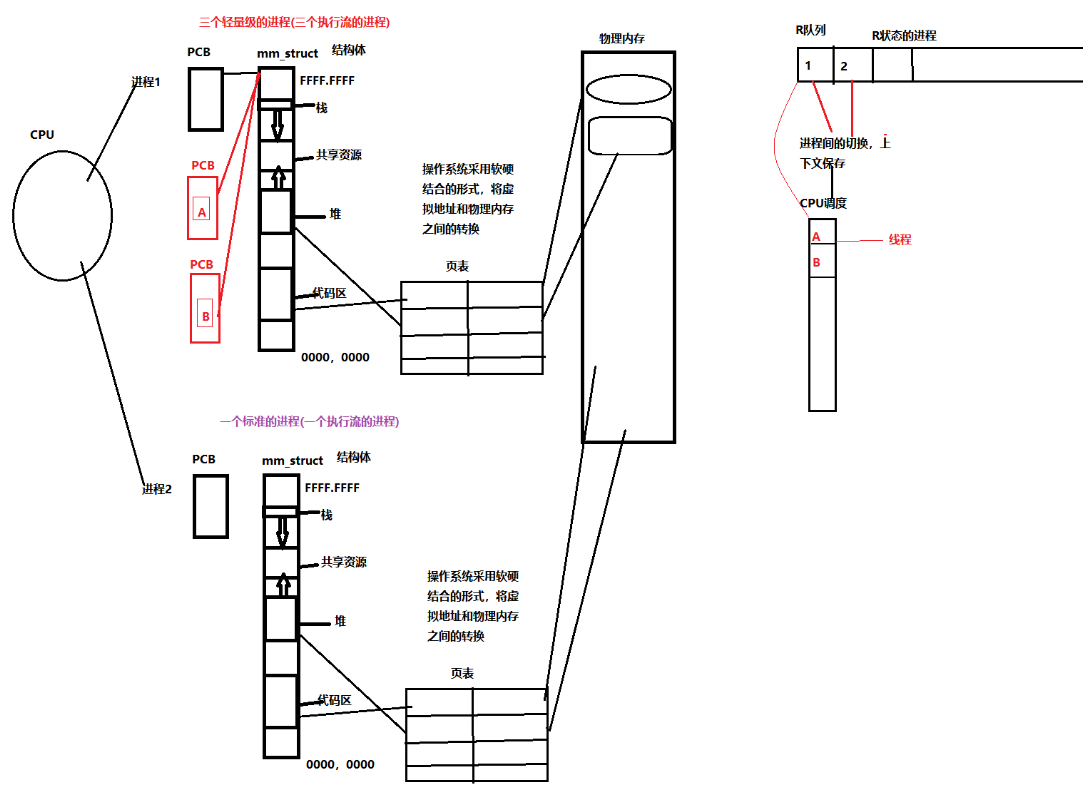 三个轻量级的进程(三个执行流的进程)
PCB
mm_struct
结构体
FFFF.FFFF
进程1
栈
CPU
共享资源
PCB
A
堆
PCB
B
代码区
0000，0000
操作系统采用软硬
结合的形式，将虚
拟地址和物理内存
之间的转换
页表
物理内存
R队列
R状态的进程
1
2
进程间的切换，上
下文保存
CPU调度
A
线程
B
一个标准的进程(一个执行流的进程)
PCB
mm_struct
结构体
FFFF.FFFF
进程2
栈
共享资源
堆
代码区
0000，0000
操作系统采用软硬
结合的形式，将虚
拟地址和物理内存
之间的转换
页表